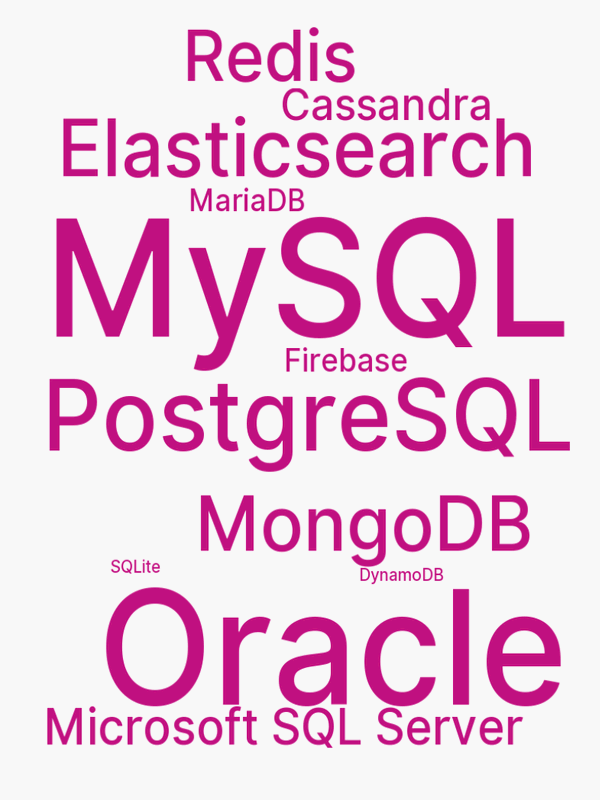 Redis
Cassandra
Elasticsearch
MariaDB
MySQL
Firebase
PostgreSQL
MongoDB
SQLite
DynamoDB
Oracle
Microsoft SQL Server